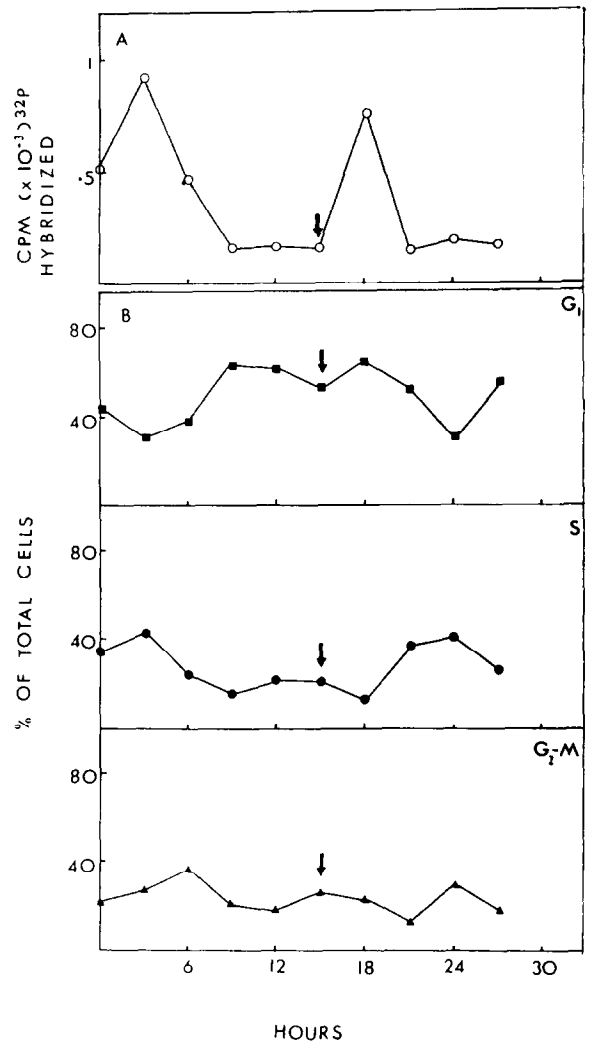 A
1
.5
CPM (x 10⁻³) ³²P
HYBRIDIZED
B
G₁
80
40
S
80
40
G₂-M
80
40
% OF TOTAL CELLS
6 12 18 24 30
HOURS